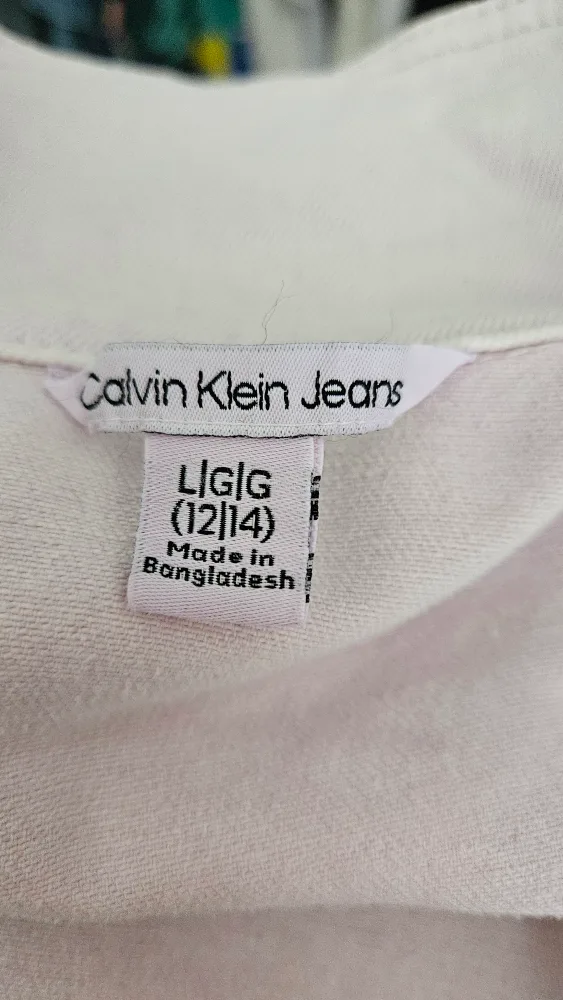 Calvin Klein Jeans
L|G|G
(12|14)
Made in
Bangladesh